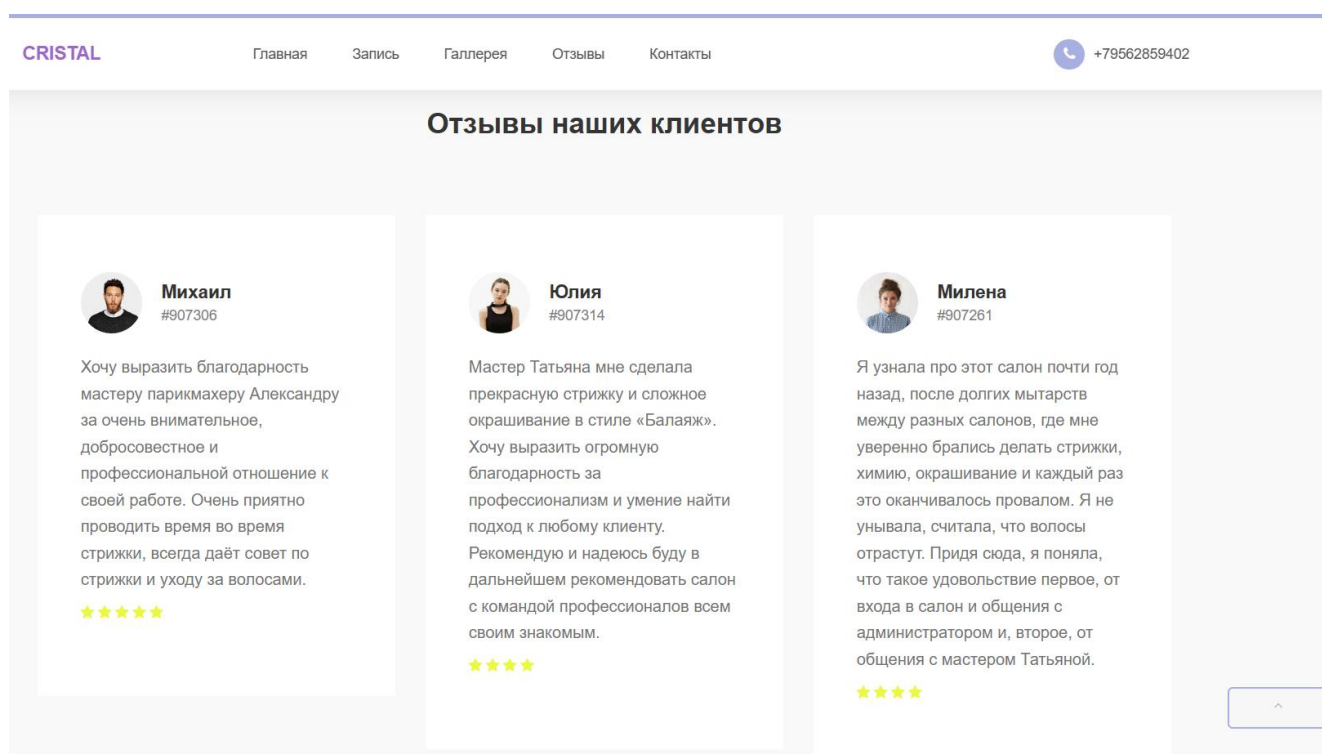 CRISTAL
Главная
Запись
Галлерея
Отзывы
Контакты
+79562859402
Отзывы наших клиентов
Михаил
#907306
Хочу выразить благодарность
мастеру парикмахеру Александру
за очень внимательное,
добросовестное и
профессиональной отношение к
своей работе. Очень приятно
проводить время во время
стрижки, всегда даёт совет по
стрижки и уходу за волосами.
Юлия
#907314
Мастер Татьяна мне сделала
прекрасную стрижку и сложное
окрашивание в стиле «Балаяж».
Хочу выразить огромную
благодарность за
профессионализм и умение найти
подход к любому клиенту.
Рекомендую и надеюсь буду в
дальнейшем рекомендовать салон
с командой профессионалов всем
своим знакомым.
Милена
#907261
Я узнала про этот салон почти год
назад, после долгих мытарств
между разных салонов, где мне
уверенно брались делать стрижки,
химию, окрашивание и каждый раз
это оканчивалось провалом. Я не
унывала, считала, что волосы
отрастут. Придя сюда, я поняла,
что такое удовольствие первое, от
входа в салон и общения с
администратором и, второе, от
общения с мастером Татьяной.